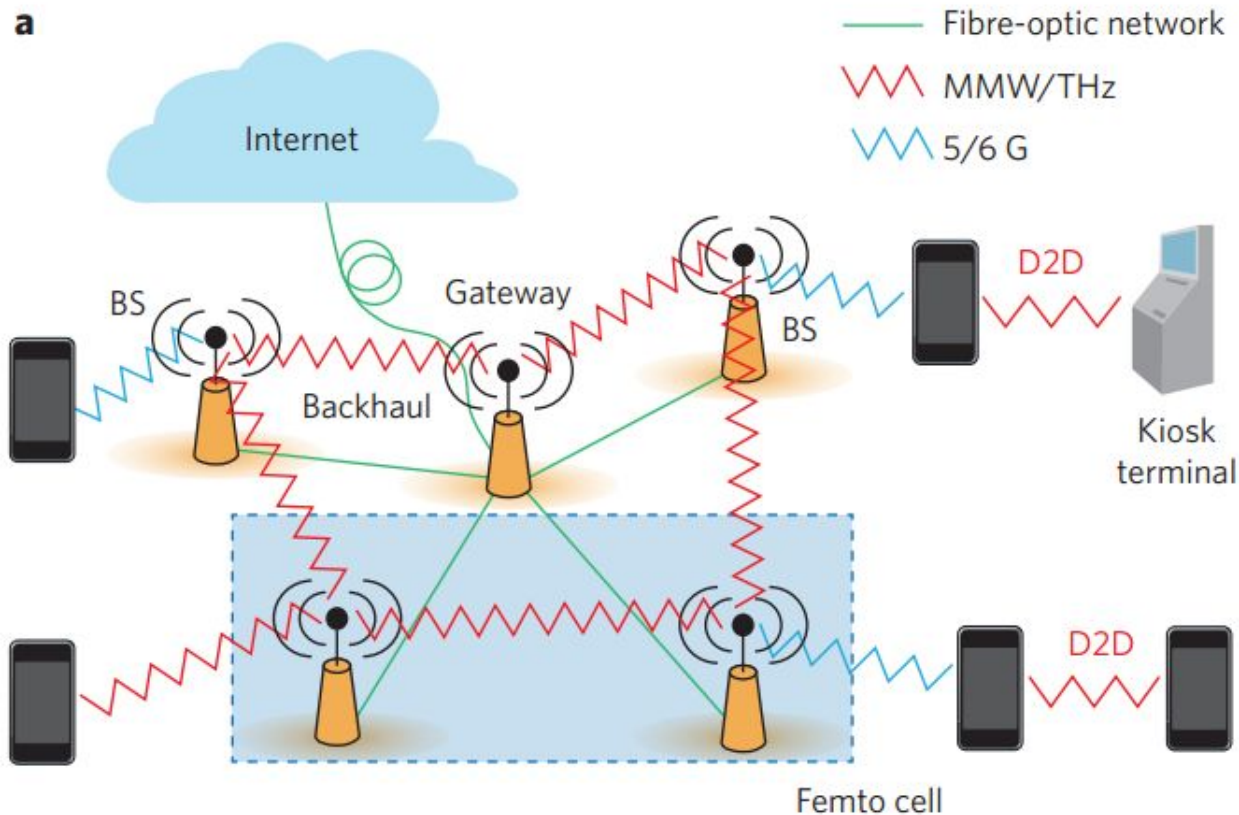 a
Fibre-optic network
MMW/THz
5/6 G
Internet
D2D
Gateway
BS
BS
Backhaul
Kiosk
terminal
D2D
Femto cell